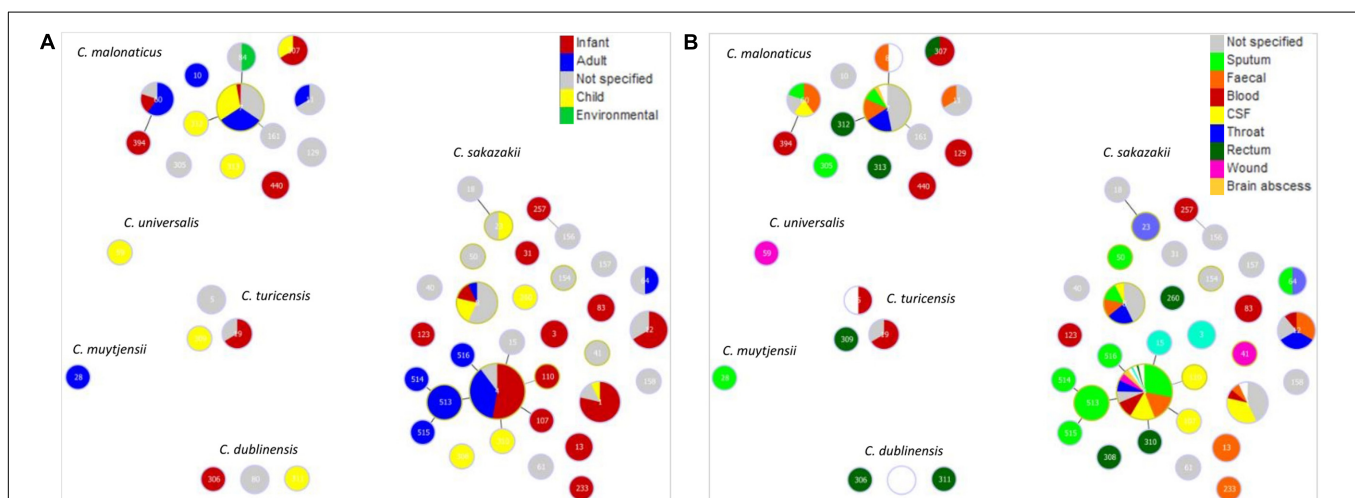 A
C. malonaticus
Infant
Adult
Not specified
Child
Environmental
10
394
305
161
129
440
C. sakazakii
18
257
156
31
50
154
157
40
260
83
123
3
15
516
41
514
110
158
513
107
515
61
13
233
C. universalis
5
C. turicensis
C. muytjensii
28
C. dublinensis
306
80
B
C. malonaticus
Not specified
Sputum
Faecal
Blood
CSF
Throat
Rectum
Wound
Brain abscess
307
10
312
161
394
129
305
313
440
C. sakazakii
18
257
23
156
31
50
154
157
40
260
83
123
15
516
41
514
158
513
515
310
308
61
13
233
C. universalis
59
C. turicensis
309
C. muytjensii
28
C. dublinensis
306
311